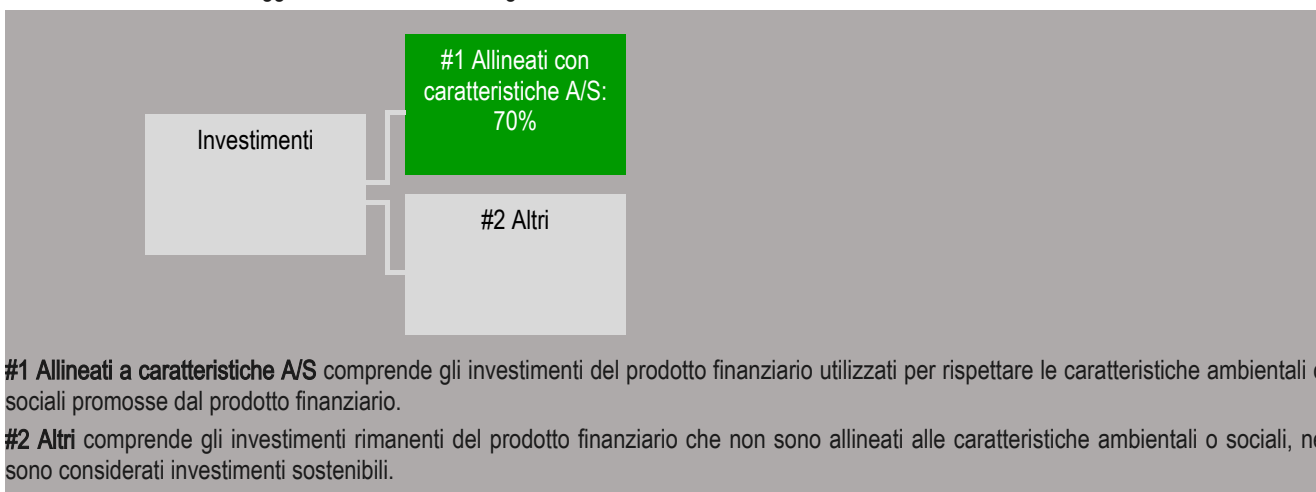 #1 Allineati con
caratteristiche A/S:
70%
Investimenti
#2 Altri
#1 Allineati a caratteristiche A/S comprende gli investimenti del prodotto finanziario utilizzati per rispettare le caratteristiche ambientali
sociali promosse dal prodotto finanziario.
#2 Altri comprende gli investimenti rimanenti del prodotto finanziario che non sono allineati alle caratteristiche ambientali o sociali,
sono considerati investimenti sostenibili.